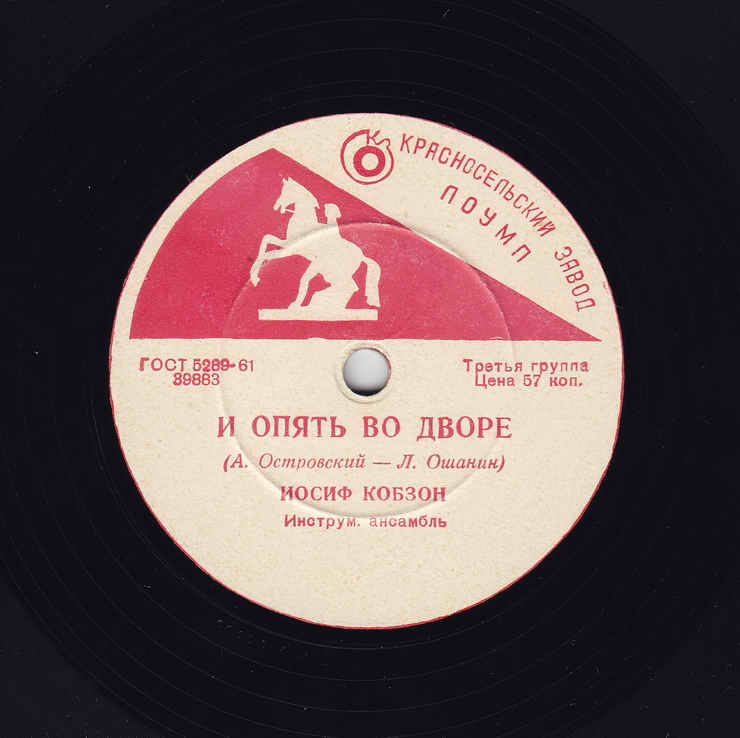 КРАСНОСЕЛЬСКИЙ ЗАВОД
ПОУМП
ГОСТ 5289-61
39883
Третья группа
Цена 57 коп.
И ОПЯТЬ ВО ДВОРЕ
(А. Островский — Л. Ошанин)
ИОСИФ КОБЗОН
Инструм. ансамбль